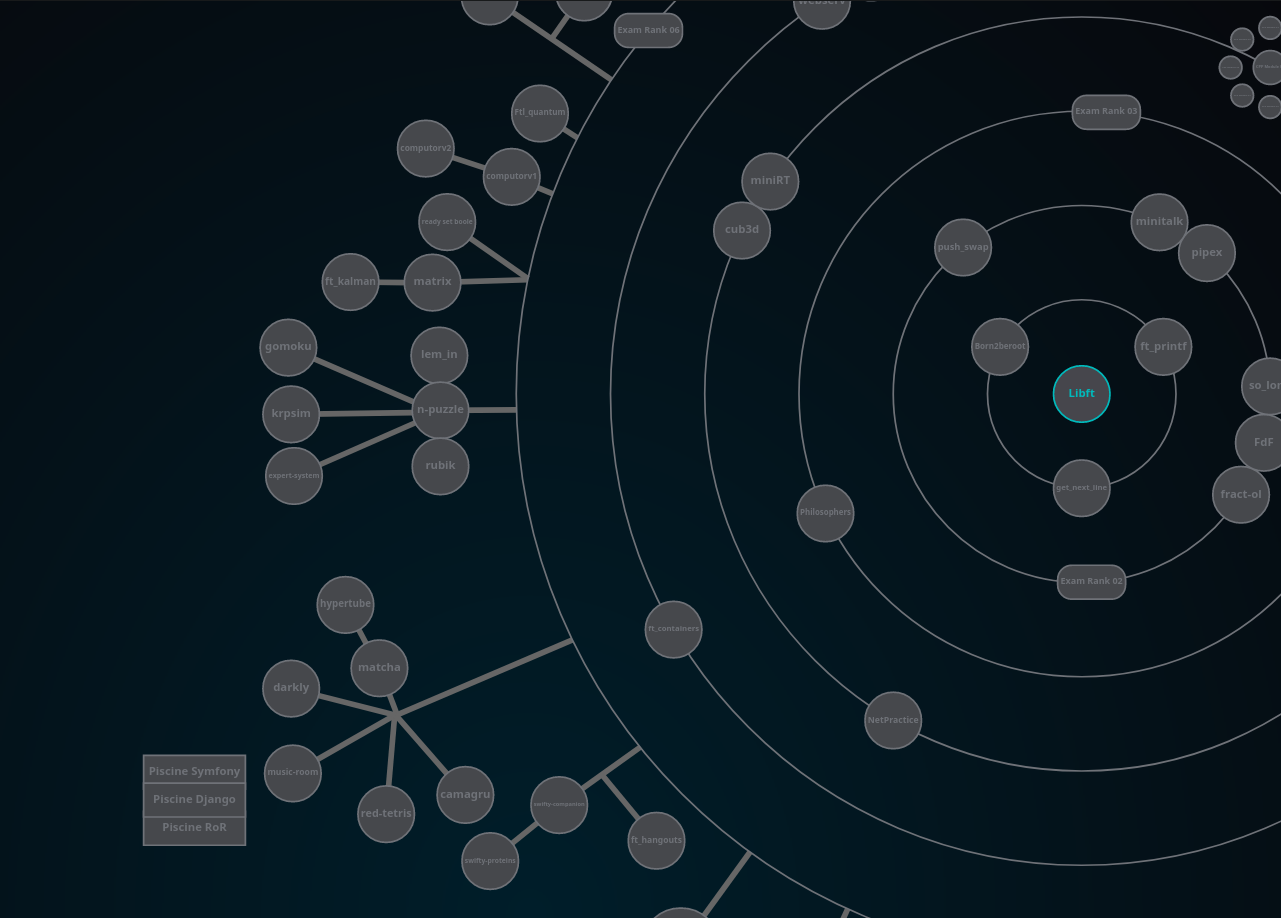 webserv
Exam Rank 06
Exam Rank 03
Ftl_quantum
computorv2
computorv1
miniRT
ready set boole
minitalk
cub3d
push_swap
pipex
ft_kalman
matrix
gomoku
lem_in
Born2beroot
ft_printf
Libft
so_lon
krpsim
n-puzzle
FdF
rubik
expert-system
get_next_line
fract-ol
Philosophers
Exam Rank 02
hypertube
ft_containers
matcha
darkly
NetPractice
Piscine Symfony
music-room
Piscine Django
camagru
swifty-companion
red-tetris
Piscine RoR
ft_hangouts
swifty-proteins